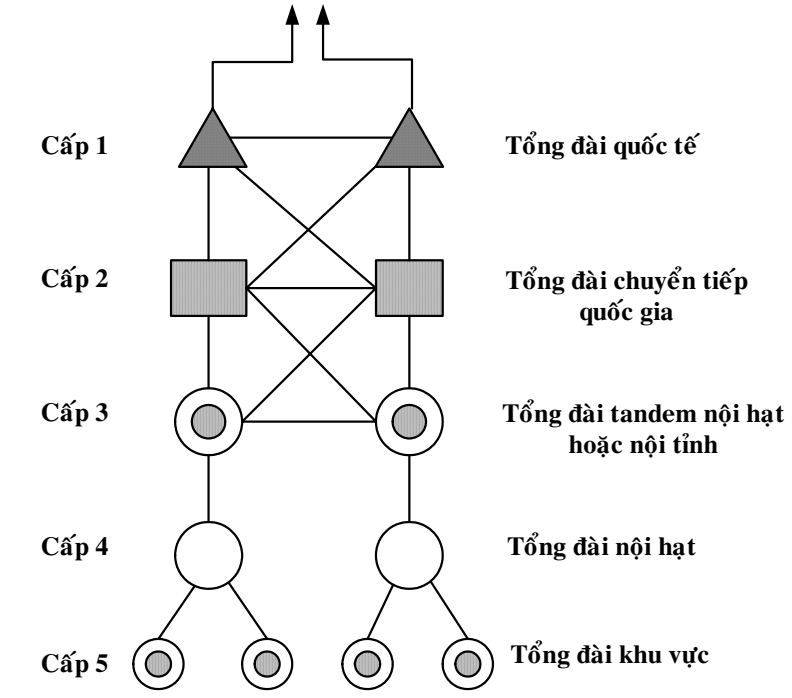 Cấp 1
Tổng đài quốc tế
Cấp 2
Tổng đài chuyển tiếp
quốc gia
Cấp 3
Tổng đài tandem nội hạt
hoặc nội tỉnh
Cấp 4
Tổng đài nội hạt
Cấp 5
Tổng đài khu vực